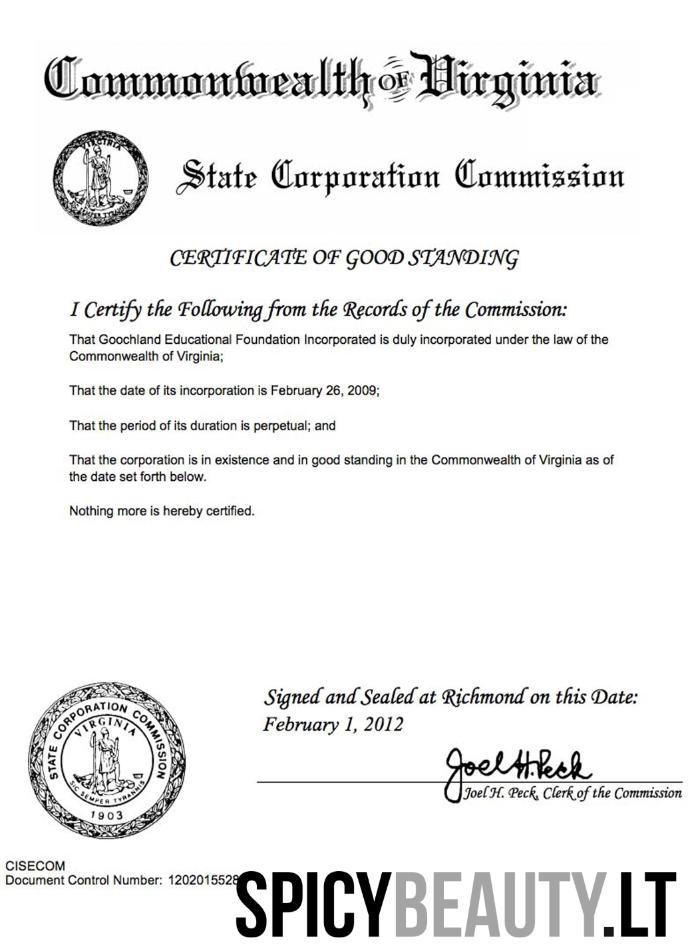 Commonwealth OF Virginia
VIRGINIA
SIC SEMPER TYRANNIS
State Corporation Commission
CERTIFICATE OF GOOD STANDING
I Certify the Following from the Records of the Commission:
That Goochland Educational Foundation Incorporated is duly incorporated under the law of the
Commonwealth of Virginia;
That the date of its incorporation is February 26, 2009;
That the period of its duration is perpetual; and
That the corporation is in existence and in good standing in the Commonwealth of Virginia as of
the date set forth below.
Nothing more is hereby certified.
STATE CORPORATION COMMISSION
VIRGINIA
SIC SEMPER TYRANNIS
1903
Signed and Sealed at Richmond on this Date:
February 1, 2012
Joel H. Peck
Joel H. Peck, Clerk of the Commission
CISECOM
Document Control Number: 1202015528
SPICYBEAUTY.LT